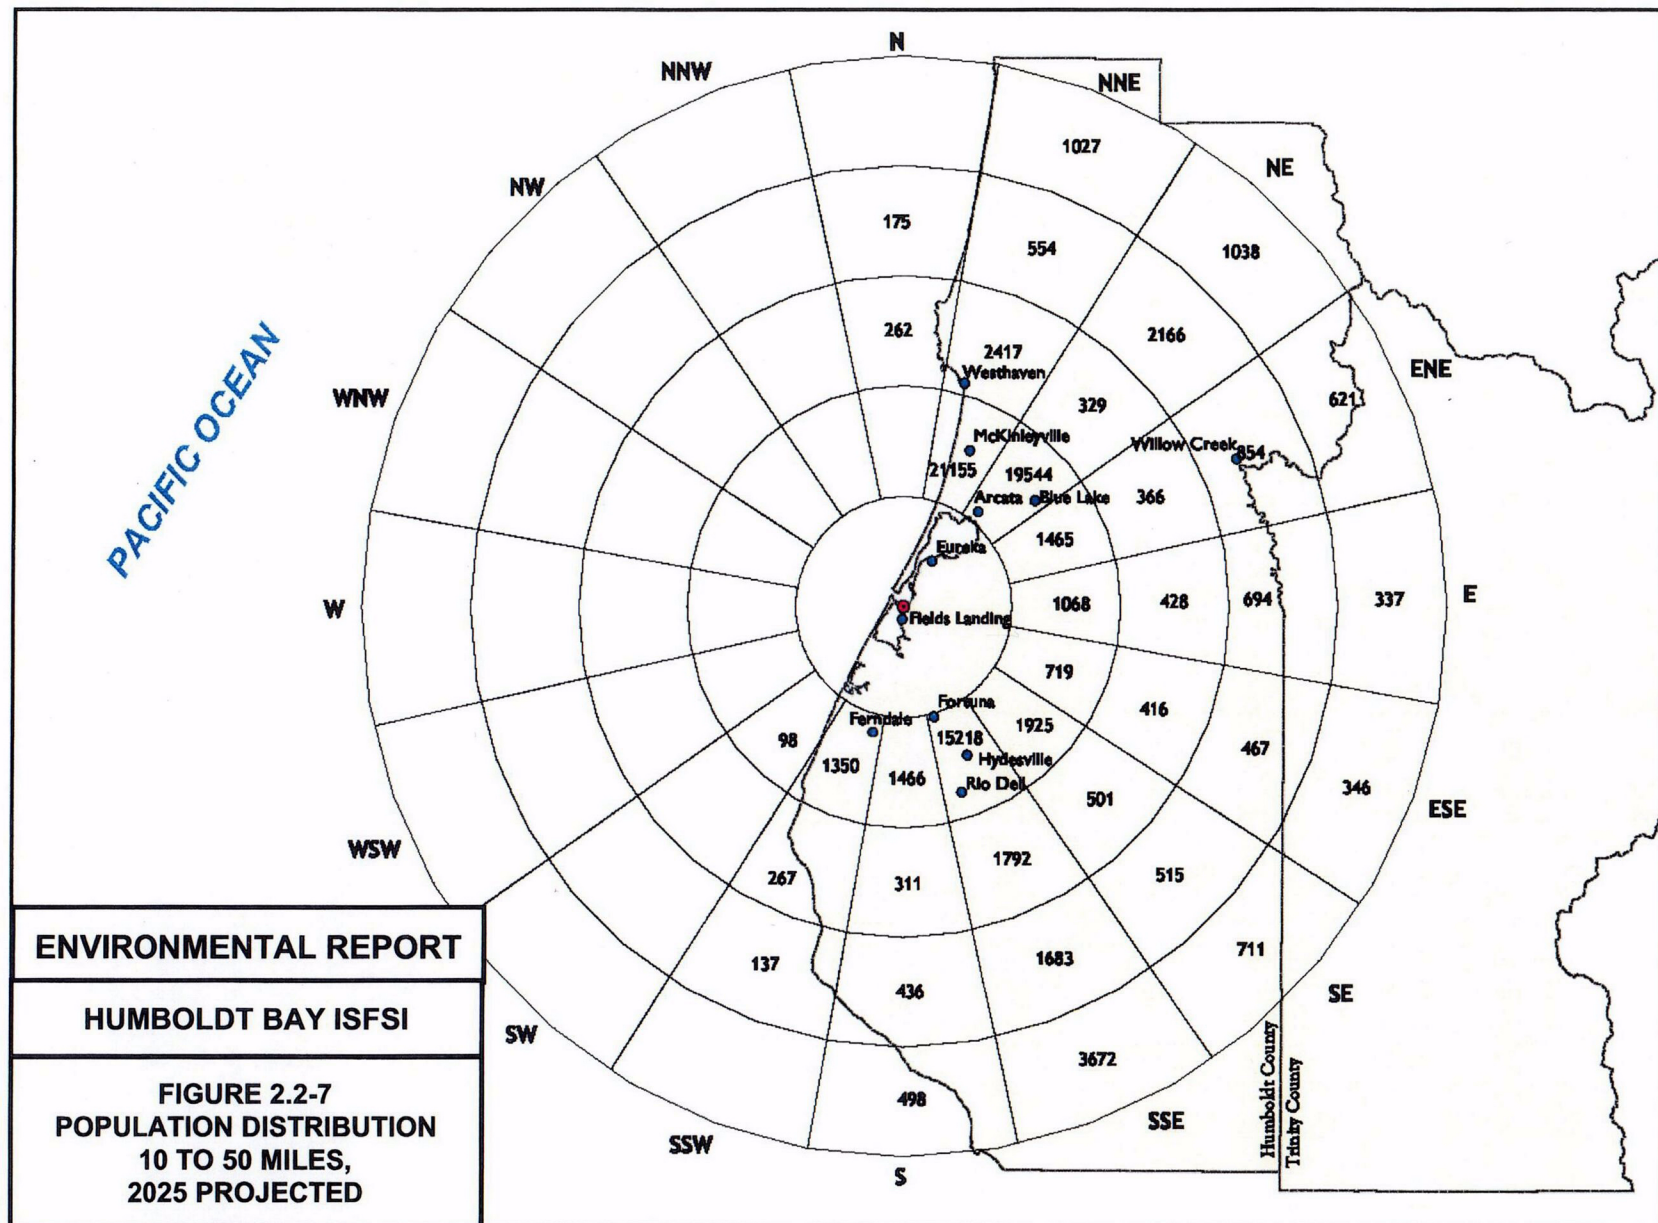 N
NNW
NNE
1027
NW
NE
175
554
1038
262
2166
2417
Westhaven
PACIFIC OCEAN
WNW
ENE
329
621
McKinleyville
Willow Creek
854
21155
19544
366
Arcata
Blue Lake
1465
Eureka
W
1068
428
694
337
E
Fields Landing
719
Fortuna
416
Ferndale
15218
1925
98
467
1350
1466
Hydesville
Rio Dell
346
501
ESE
WSW
1792
267
311
515
ENVIRONMENTAL REPORT
137
1683
711
436
SE
HUMBOLDT BAY ISFSI
SW
3672
Humboldt County
Trinity County
FIGURE 2.2-7
POPULATION DISTRIBUTION
10 TO 50 MILES,
2025 PROJECTED
498
SSE
SSW
S